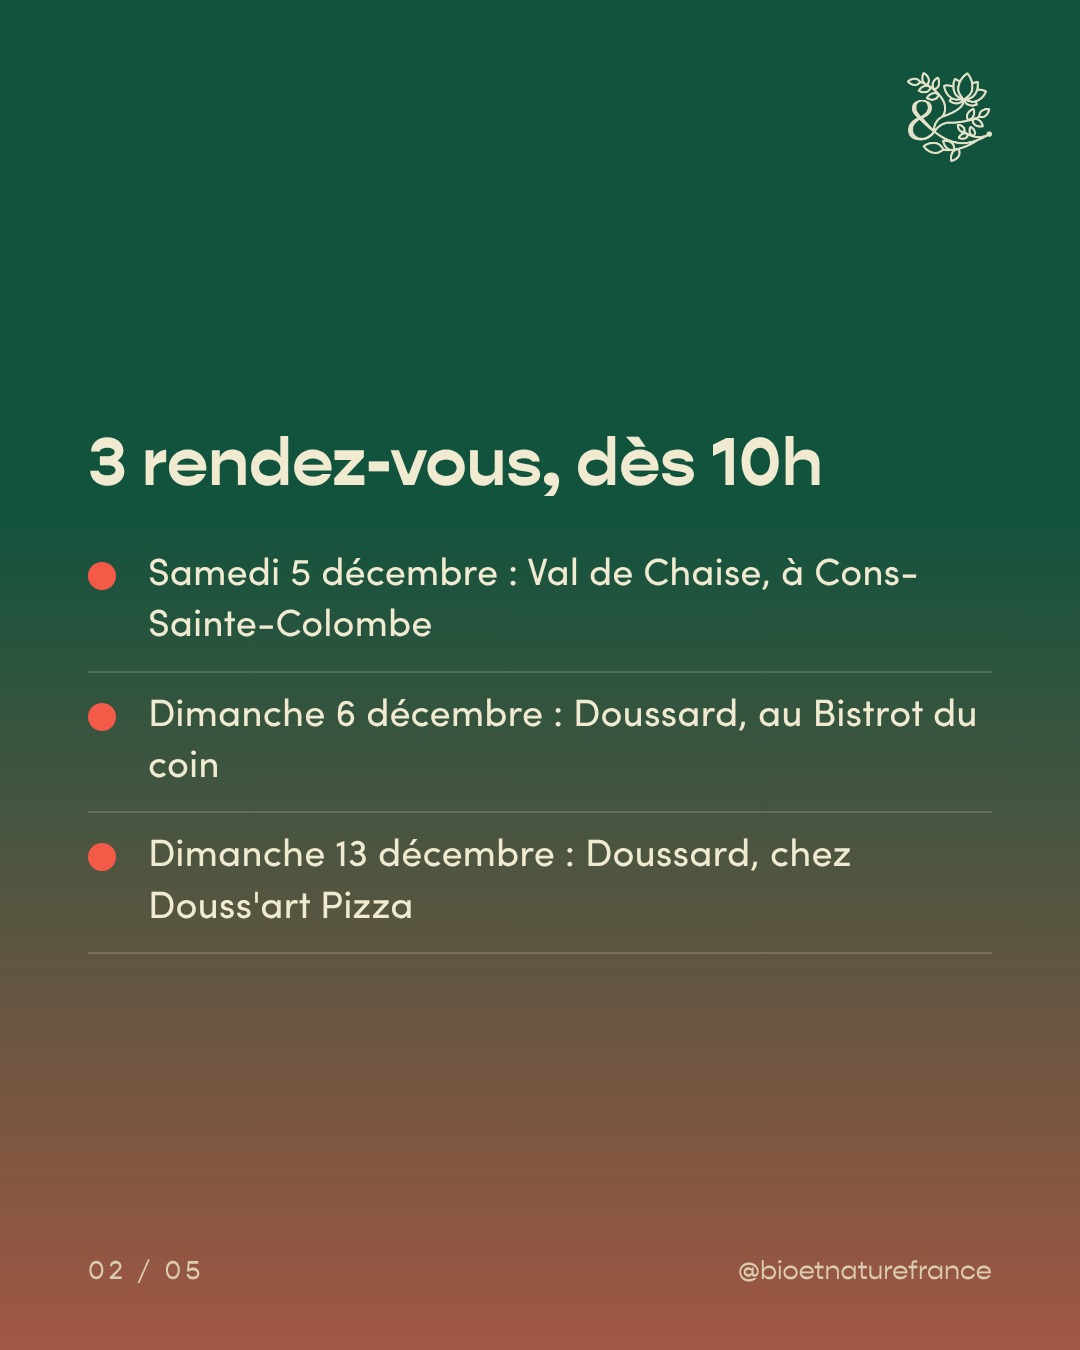 &
3 rendez-vous, dès 10h
Samedi 5 décembre : Val de Chaise, à Cons-
Sainte-Colombe
Dimanche 6 décembre : Doussard, au Bistrot du
coin
Dimanche 13 décembre : Doussard, chez
Douss'art Pizza
02 / 05
@bioetnaturefrance